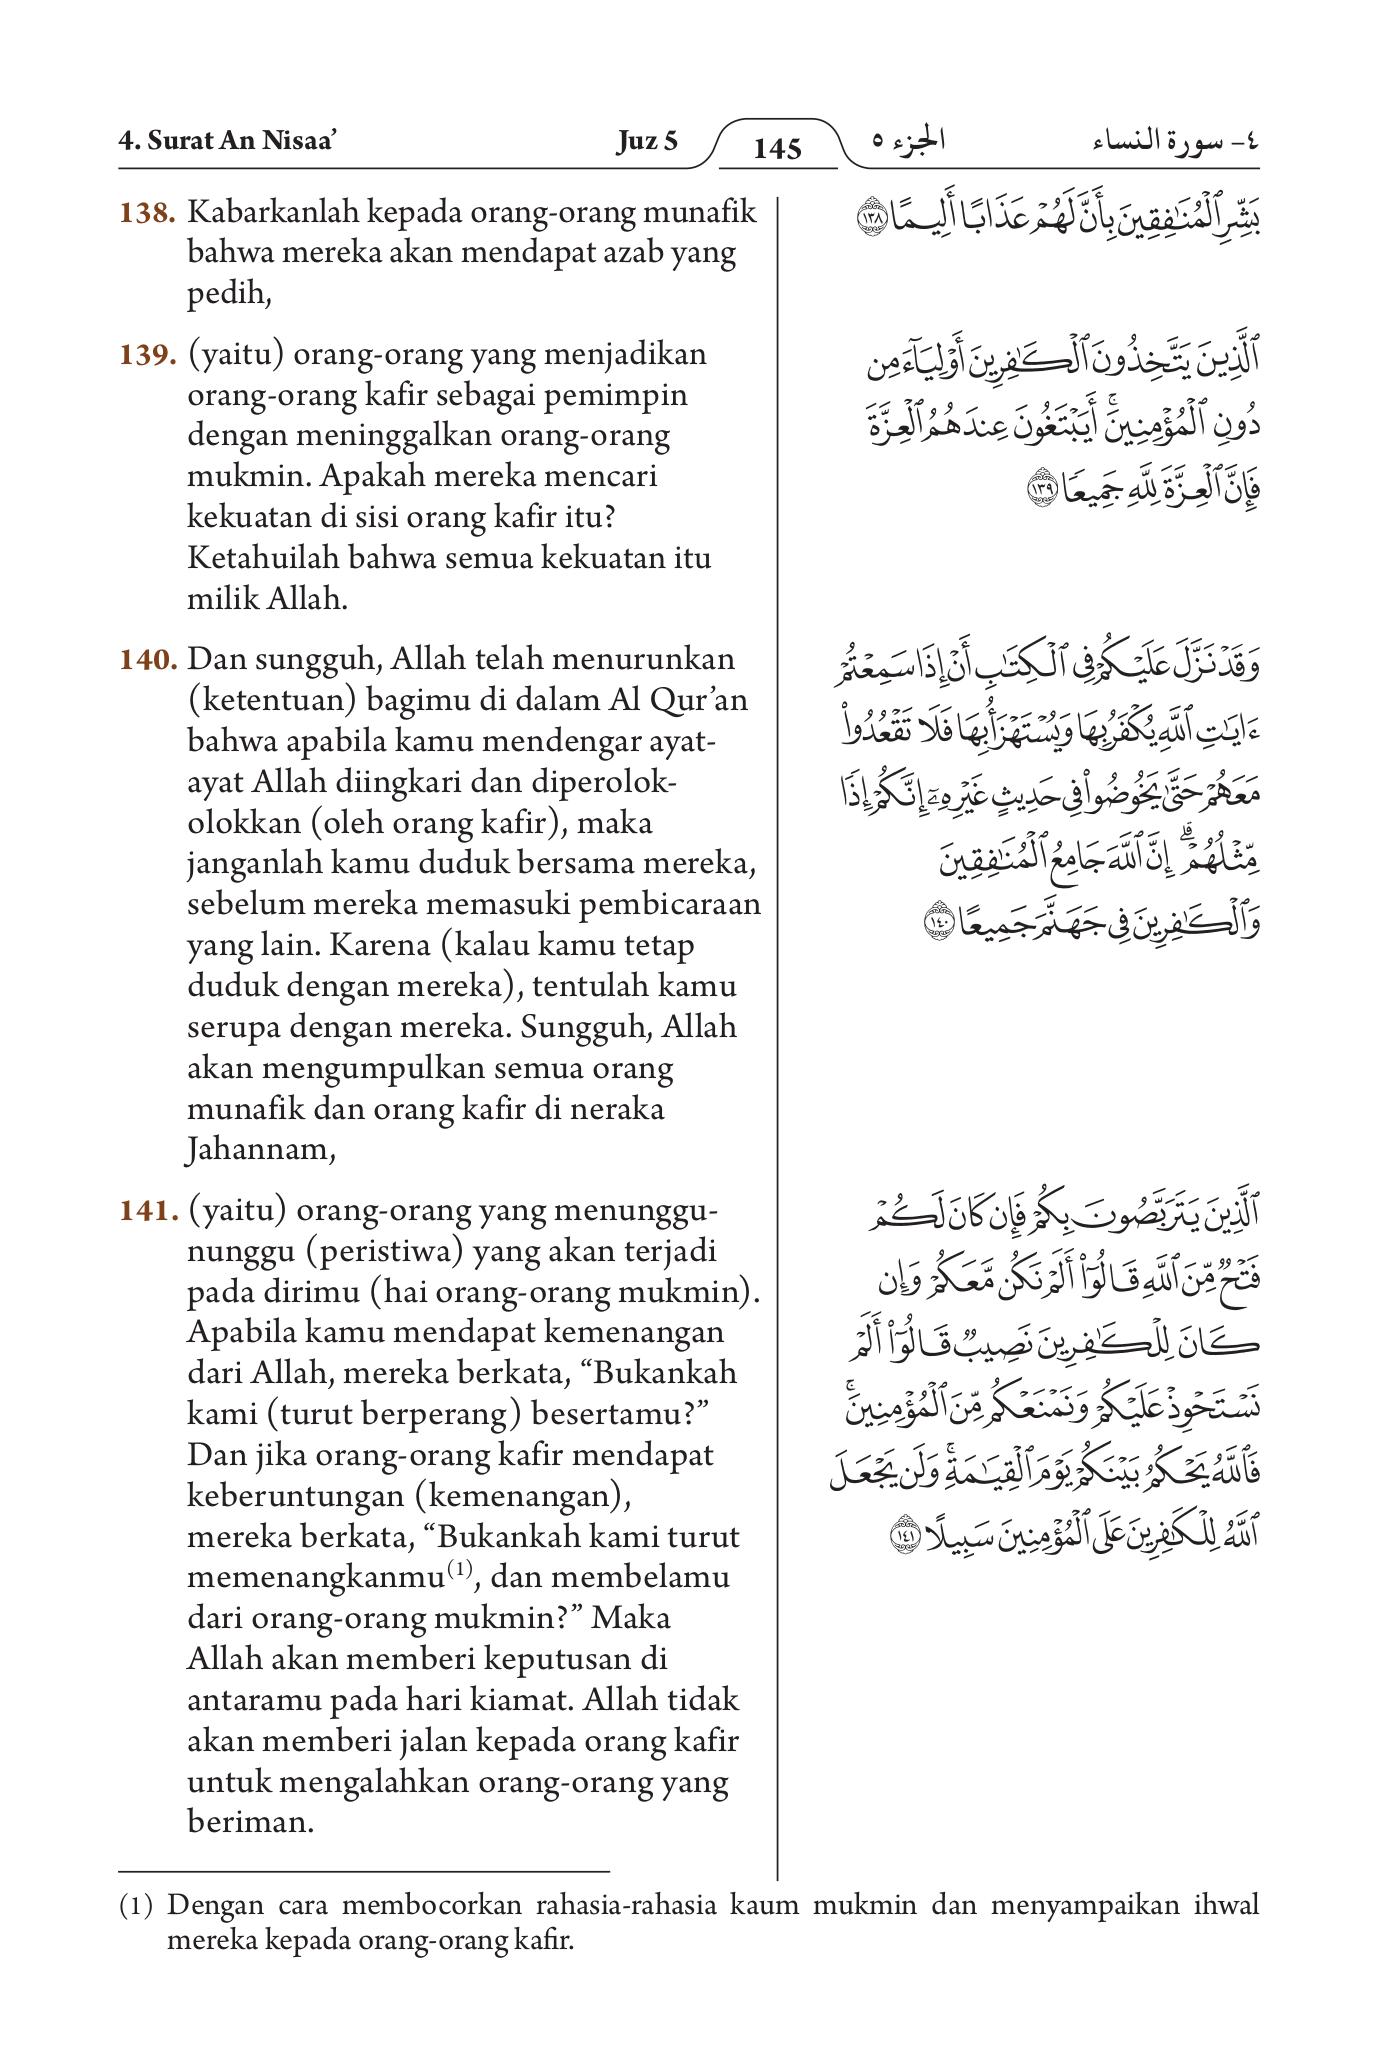 4. Surat An Nisaa’ Juz 5 145 الجزء ٥ ٤- سورة النساء
138. Kabarkanlah kepada orang-orang munafik
bahwa mereka akan mendapat azab yang
pedih,
139. (yaitu) orang-orang yang menjadikan
orang-orang kafir sebagai pemimpin
dengan meninggalkan orang-orang
mukmin. Apakah mereka mencari
kekuatan di sisi orang kafir itu?
Ketahuilah bahwa semua kekuatan itu
milik Allah.
140. Dan sungguh, Allah telah menurunkan
(ketentuan) bagimu di dalam Al Qur’an
bahwa apabila kamu mendengar ayat-
ayat Allah diingkari dan diperolok-
olokkan (oleh orang kafir), maka
janganlah kamu duduk bersama mereka,
sebelum mereka memasuki pembicaraan
yang lain. Karena (kalau kamu tetap
duduk dengan mereka), tentulah kamu
serupa dengan mereka. Sungguh, Allah
akan mengumpulkan semua orang
munafik dan orang kafir di neraka
Jahannam,
141. (yaitu) orang-orang yang menunggu-
nunggu (peristiwa) yang akan terjadi
pada dirimu (hai orang-orang mukmin).
Apabila kamu mendapat kemenangan
dari Allah, mereka berkata, “Bukankah
kami (turut berperang) besertamu?”
Dan jika orang-orang kafir mendapat
keberuntungan (kemenangan),
mereka berkata, “Bukankah kami turut
memenangkanmu(1), dan membelamu
dari orang-orang mukmin?” Maka
Allah akan memberi keputusan di
antaramu pada hari kiamat. Allah tidak
akan memberi jalan kepada orang kafir
untuk mengalahkan orang-orang yang
beriman.
بَشِّرِ ٱلْمُنَٰفِقِينَ بِأَنَّ لَهُمْ عَذَابًا أَلِيمًا ١٣٨
ٱلَّذِينَ يَتَّخِذُونَ ٱلْكَٰفِرِينَ أَوْلِيَآءَ مِن
دُونِ ٱلْمُؤْمِنِينَۚ أَيَبْتَغُونَ عِندَهُمُ ٱلْعِزَّةَ
فَإِنَّ ٱلْعِزَّةَ لِلَّهِ جَمِيعًا ١٣٩
وَقَدْ نَزَّلَ عَلَيْكُمْ فِى ٱلْكِتَٰبِ أَنْ إِذَا سَمِعْتُمْ
ءَايَٰتِ ٱللَّهِ يُكْفَرُ بِهَا وَيُسْتَهْزَأُ بِهَا فَلَا تَقْعُدُوا۟
مَعَهُمْ حَتَّىٰ يَخُوضُوا۟ فِى حَدِيثٍ غَيْرِهِۦٓ إِنَّكُمْ إِذًا
مِّثْلُهُمْۗ إِنَّ ٱللَّهَ جَامِعُ ٱلْمُنَٰفِقِينَ
وَٱلْكَٰفِرِينَ فِى جَهَنَّمَ جَمِيعًا ١٤٠
ٱلَّذِينَ يَتَرَبَّصُونَ بِكُمْ فَإِن كَانَ لَكُمْ
فَتْحٌ مِّنَ ٱللَّهِ قَالُوٓا۟ أَلَمْ نَكُن مَّعَكُمْ وَإِن
كَانَ لِلْكَٰفِرِينَ نَصِيبٌ قَالُوٓا۟ أَلَمْ
نَسْتَحْوِذْ عَلَيْكُمْ وَنَمْنَعْكُم مِّنَ ٱلْمُؤْمِنِينَۚ
فَٱللَّهُ يَحْكُمُ بَيْنَكُمْ يَوْمَ ٱلْقِيَٰمَةِۚ وَلَن يَجْعَلَ
ٱللَّهُ لِلْكَٰفِرِينَ عَلَى ٱلْمُؤْمِنِينَ سَبِيلًا ١٤١
(1) Dengan cara membocorkan rahasia-rahasia kaum mukmin dan menyampaikan ihwal
mereka kepada orang-orang kafir.